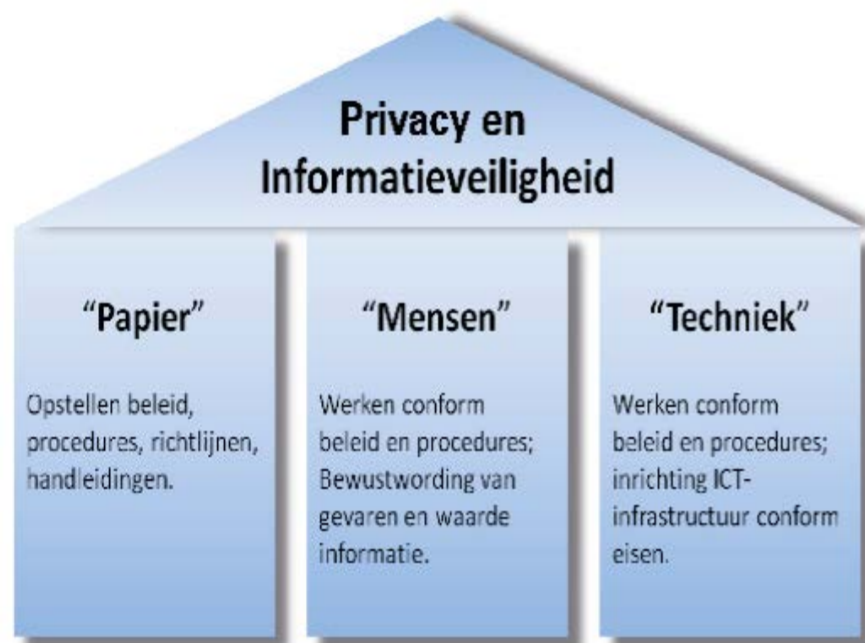 Privacy en
Informatieveiligheid
“Papier”
Opstellen beleid,
procedures, richtlijnen,
handleidingen.
“Mensen”
Werken conform
beleid en procedures;
Bewustwording van
gevaren en waarde
informatie.
“Techniek”
Werken conform
beleid en procedures;
inrichting ICT-
infrastructuur conform
eisen.